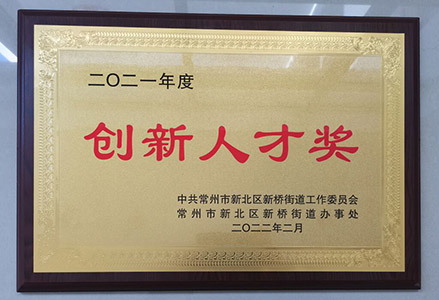 二〇二一年度
创新人才奖
中共常州市新北区新桥街道工作委员会
常州市新北区新桥街道办事处
二〇二二年二月